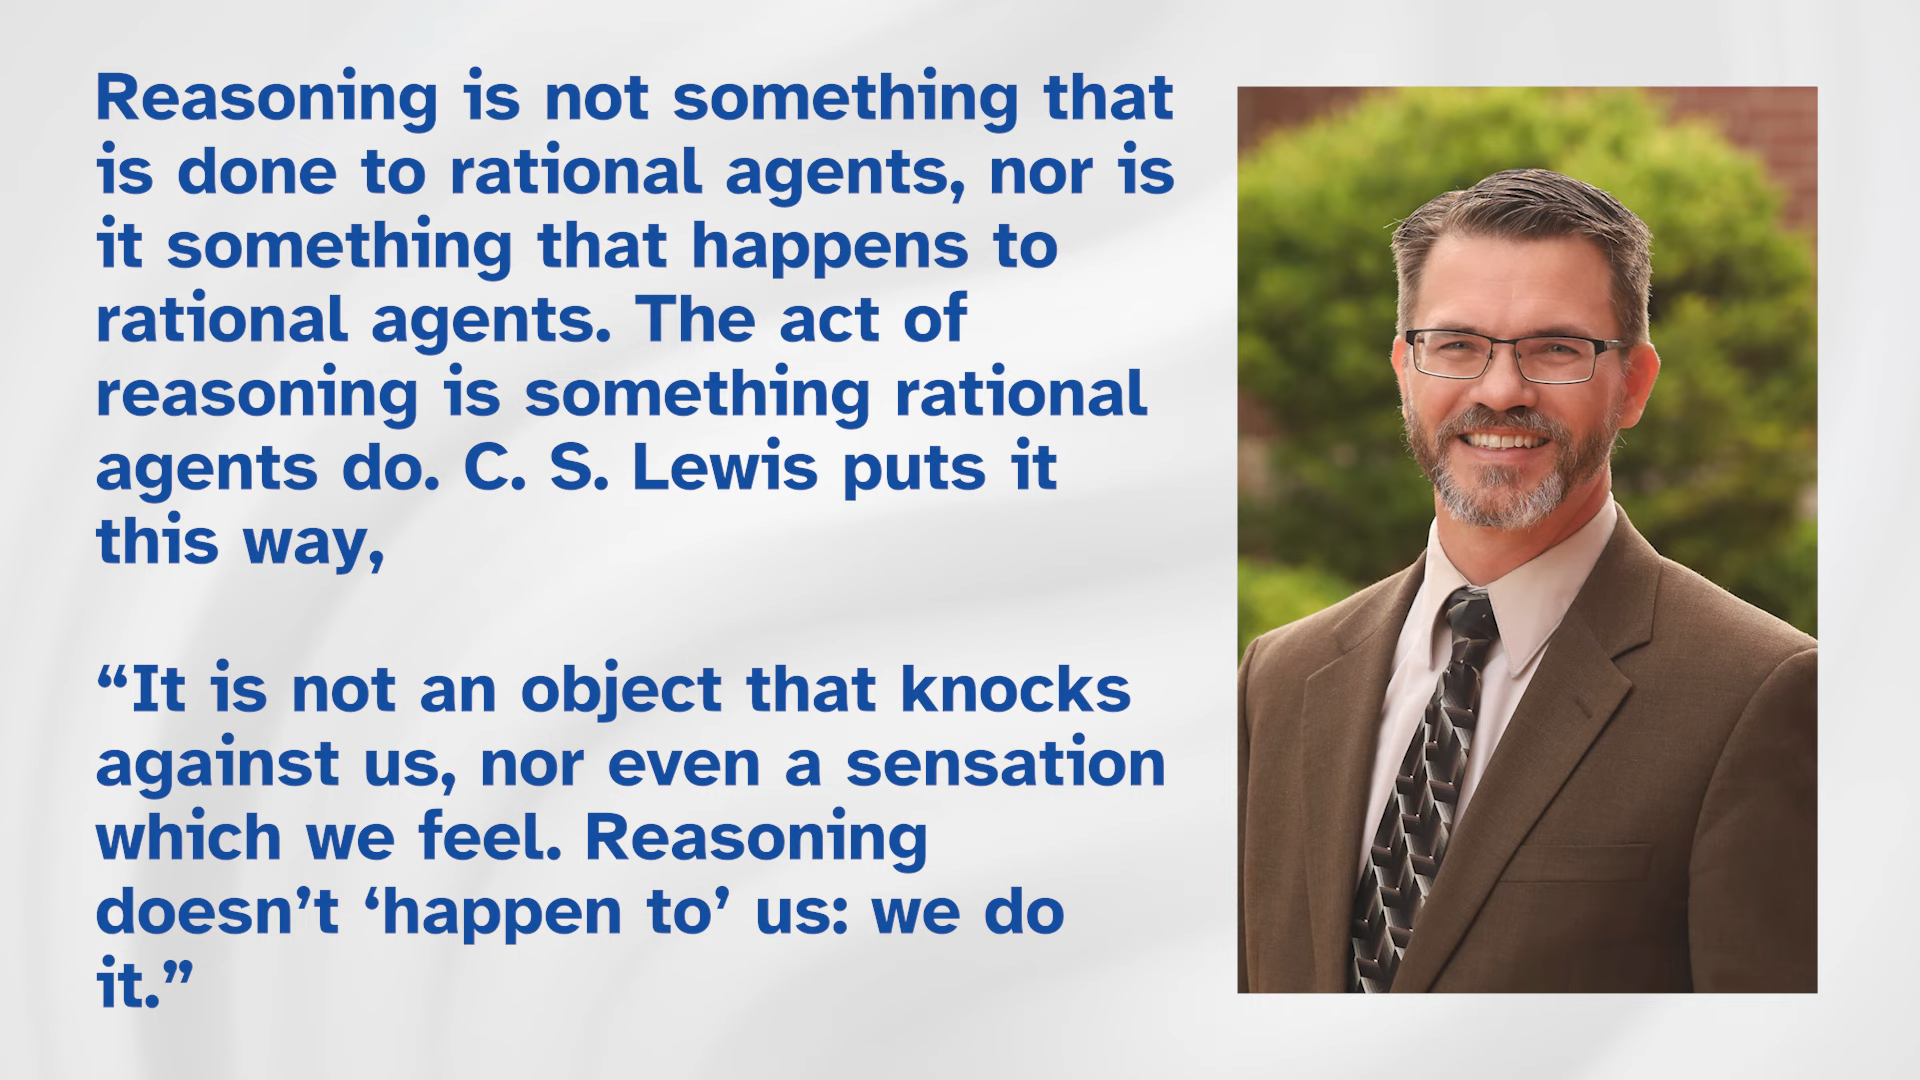 Reasoning is not something that
is done to rational agents, nor is
it something that happens to
rational agents. The act of
reasoning is something rational
agents do. C. S. Lewis puts it
this way,
“It is not an object that knocks
against us, nor even a sensation
which we feel. Reasoning
doesn’t ‘happen to’ us: we do
it.”